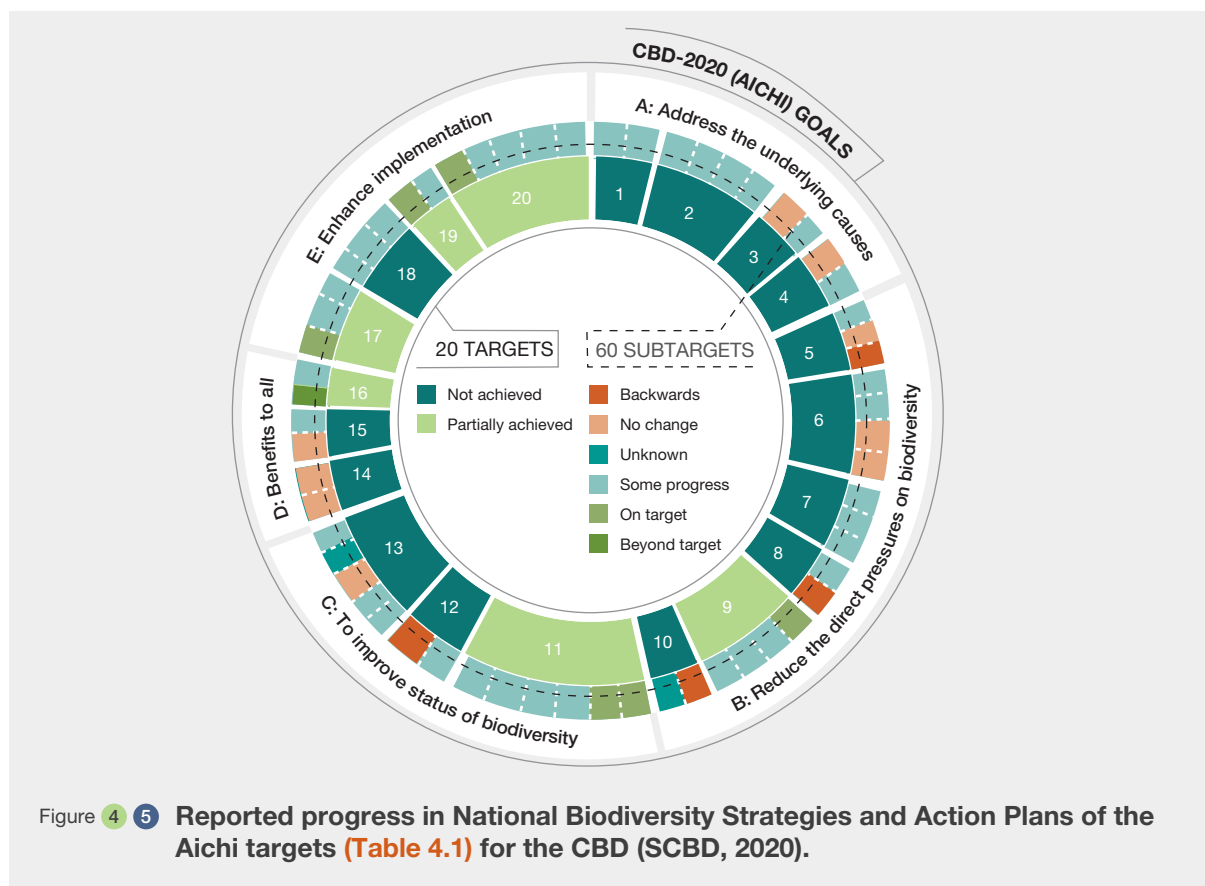 CBD-2020 (AICHI) GOALS
A: Address the underlying causes
B: Reduce the direct pressures on biodiversity
C: To improve status of biodiversity
D: Benefits to all
E: Enhance implementation
1
2
3
4
5
6
7
8
9
10
11
12
13
14
15
16
17
18
19
20
20 TARGETS
Not achieved
Partially achieved
60 SUBTARGETS
Backwards
No change
Unknown
Some progress
On target
Beyond target
Figure 4 5 Reported progress in National Biodiversity Strategies and Action Plans of the
Aichi targets (Table 4.1) for the CBD (SCBD, 2020).